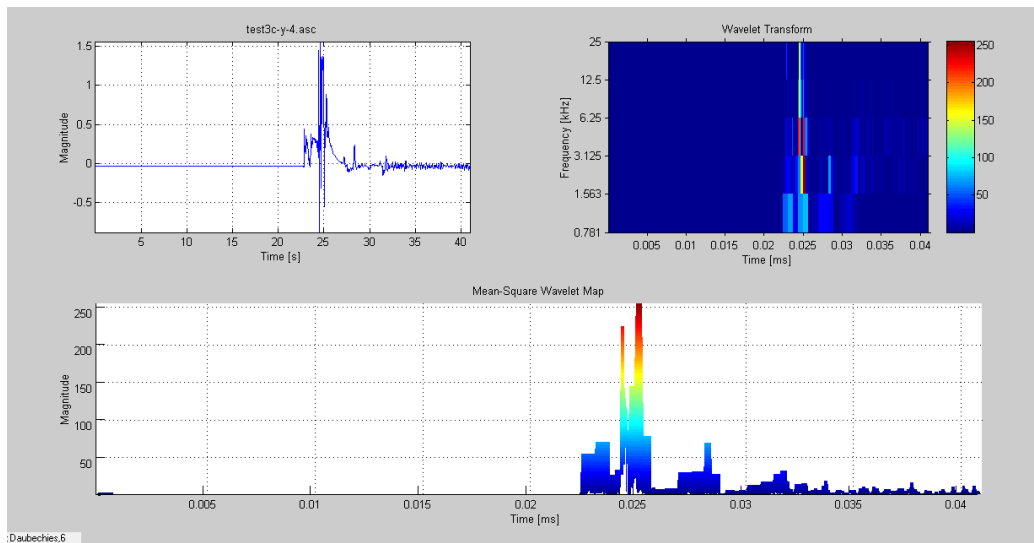 test3c-y-4.asc
1.5
1
0.5
0
-0.5
Magnitude
5 10 15 20 25 30 35 40
Time [s]
Wavelet Transform
25
12.5
6.25
3.125
1.563
0.781
Frequency [kHz]
0.005 0.01 0.015 0.02 0.025 0.03 0.035 0.04
Time [ms]
250
200
150
100
50
Mean-Square Wavelet Map
250
200
150
100
50
Magnitude
0.005 0.01 0.015 0.02 0.025 0.03 0.035 0.04
Time [ms]
:Daubechies,6